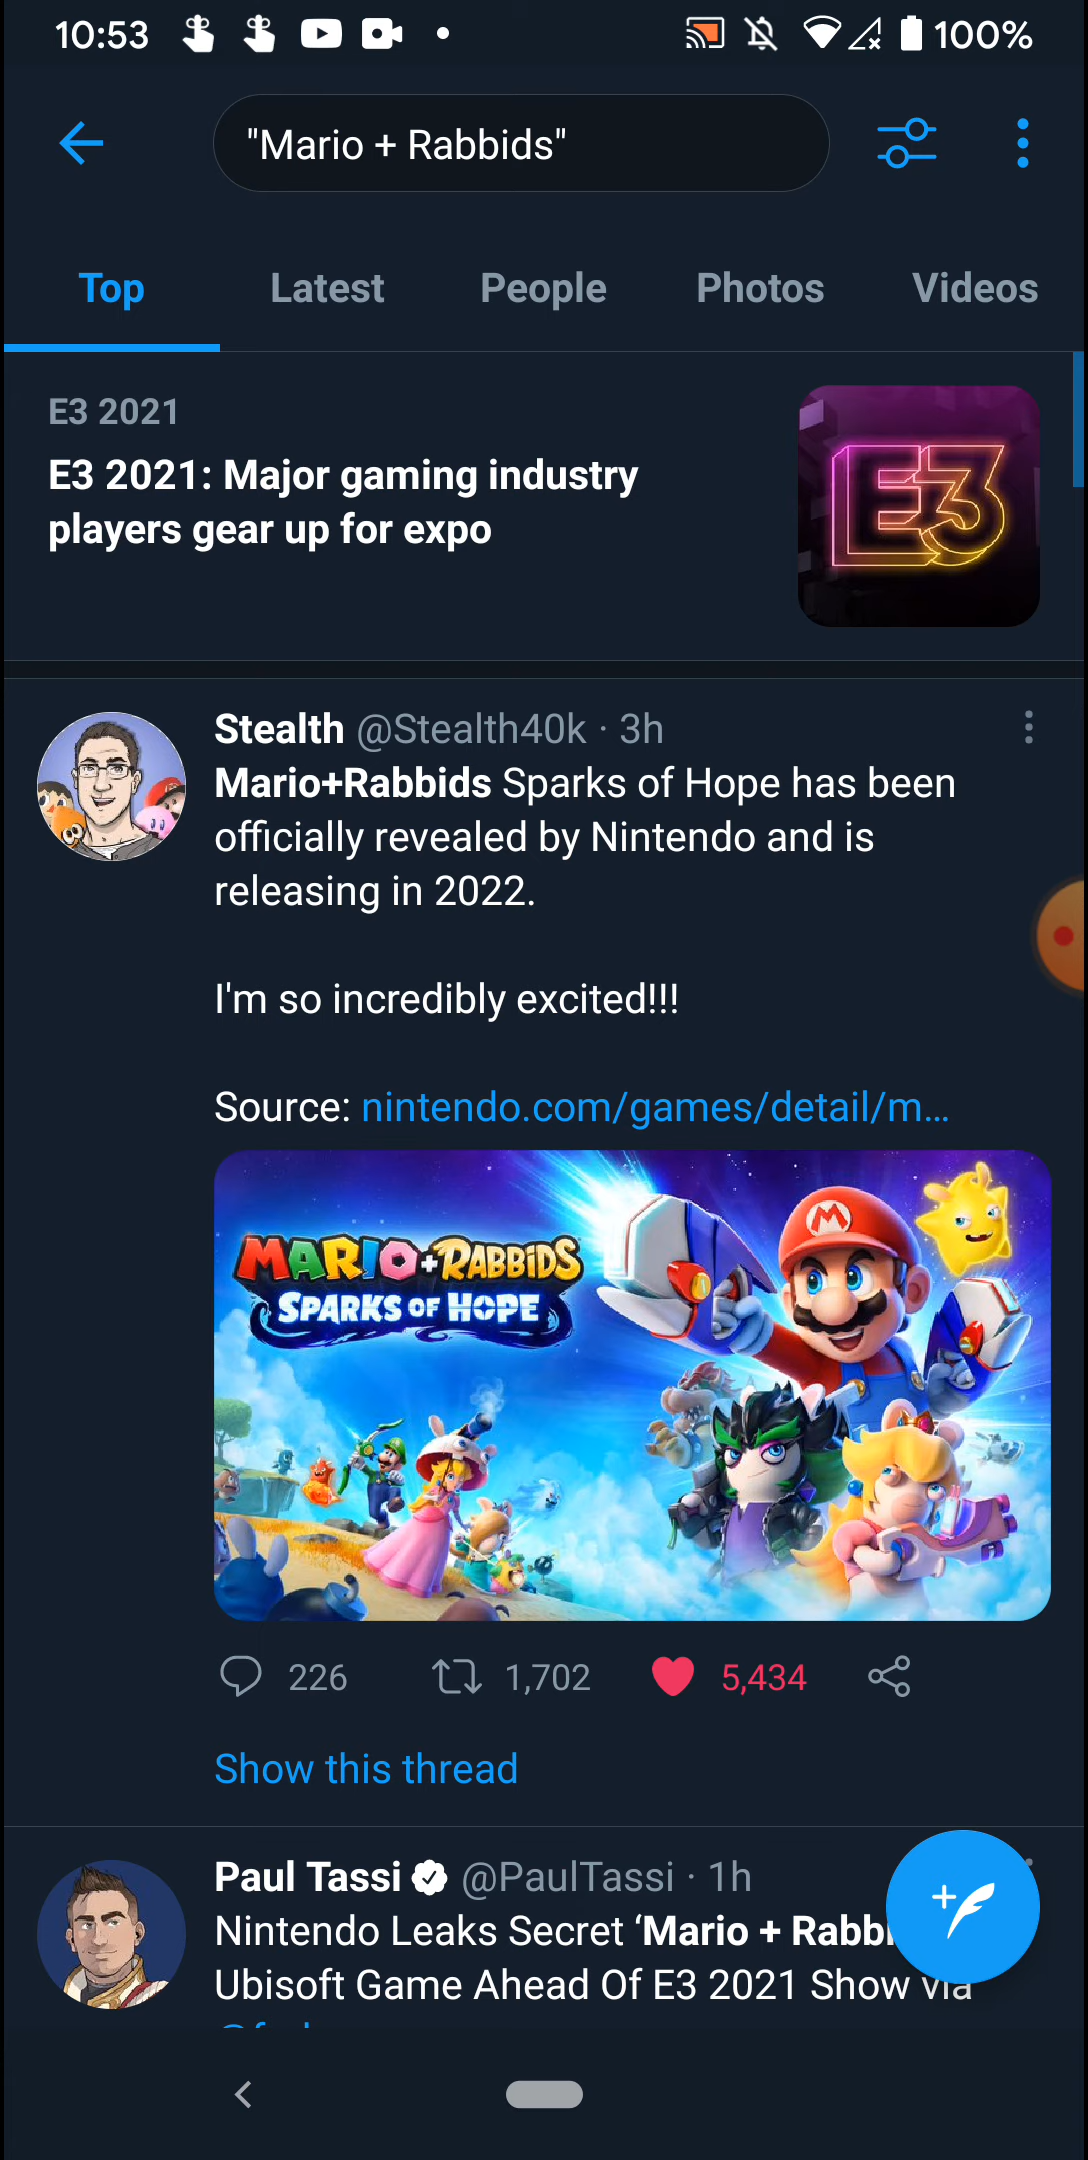 10:53
100%
"Mario + Rabbids"
Top Latest People Photos Videos
E3 2021
E3 2021: Major gaming industry
players gear up for expo
E3
Stealth @Stealth40k · 3h
Mario+Rabbids Sparks of Hope has been
officially revealed by Nintendo and is
releasing in 2022.
I'm so incredibly excited!!!
Source: nintendo.com/games/detail/m…
MARIO+RABBIDS
SPARKS OF HOPE
M
226 1,702 5,434
Show this thread
Paul Tassi @PaulTassi · 1h
Nintendo Leaks Secret ‘Mario +
Ubisoft Game Ahead Of E3 2021 Show via